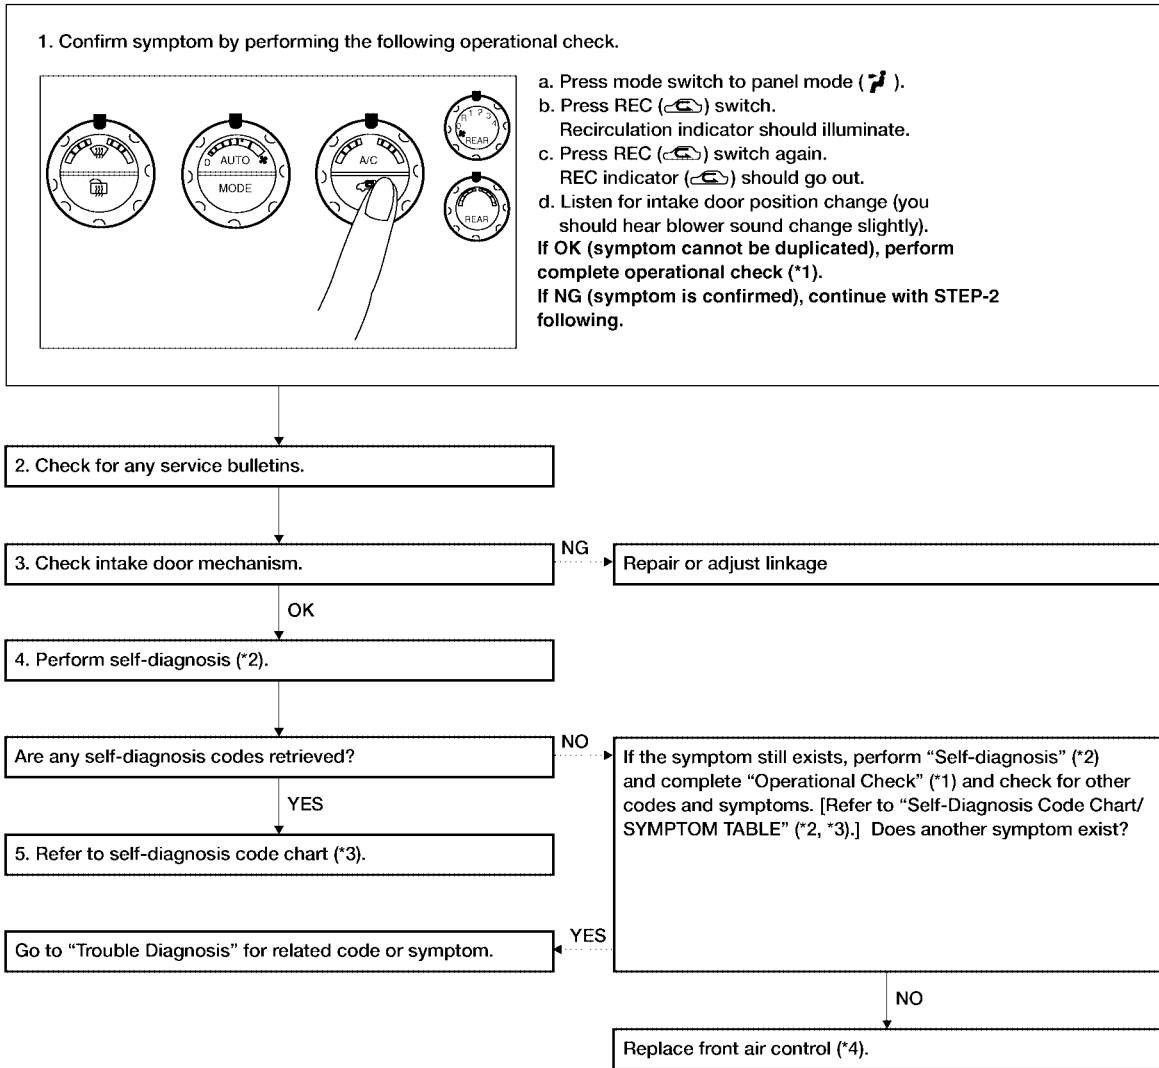 1. Confirm symptom by performing the following operational check.
D AUTO
MODE
A/C
0 R 1 2 3 4
REAR
REAR
a. Press mode switch to panel mode ( ).
b. Press REC ( ) switch.
Recirculation indicator should illuminate.
c. Press REC ( ) switch again.
REC indicator ( ) should go out.
d. Listen for intake door position change (you
should hear blower sound change slightly).
If OK (symptom cannot be duplicated), perform
complete operational check (*1).
If NG (symptom is confirmed), continue with STEP-2
following.
2. Check for any service bulletins.
3. Check intake door mechanism.
NG
Repair or adjust linkage
OK
4. Perform self-diagnosis (*2).
Are any self-diagnosis codes retrieved?
NO
If the symptom still exists, perform “Self-diagnosis” (*2)
and complete “Operational Check” (*1) and check for other
codes and symptoms. [Refer to “Self-Diagnosis Code Chart/
SYMPTOM TABLE” (*2, *3).] Does another symptom exist?
YES
5. Refer to self-diagnosis code chart (*3).
YES
Go to “Trouble Diagnosis” for related code or symptom.
NO
Replace front air control (*4).